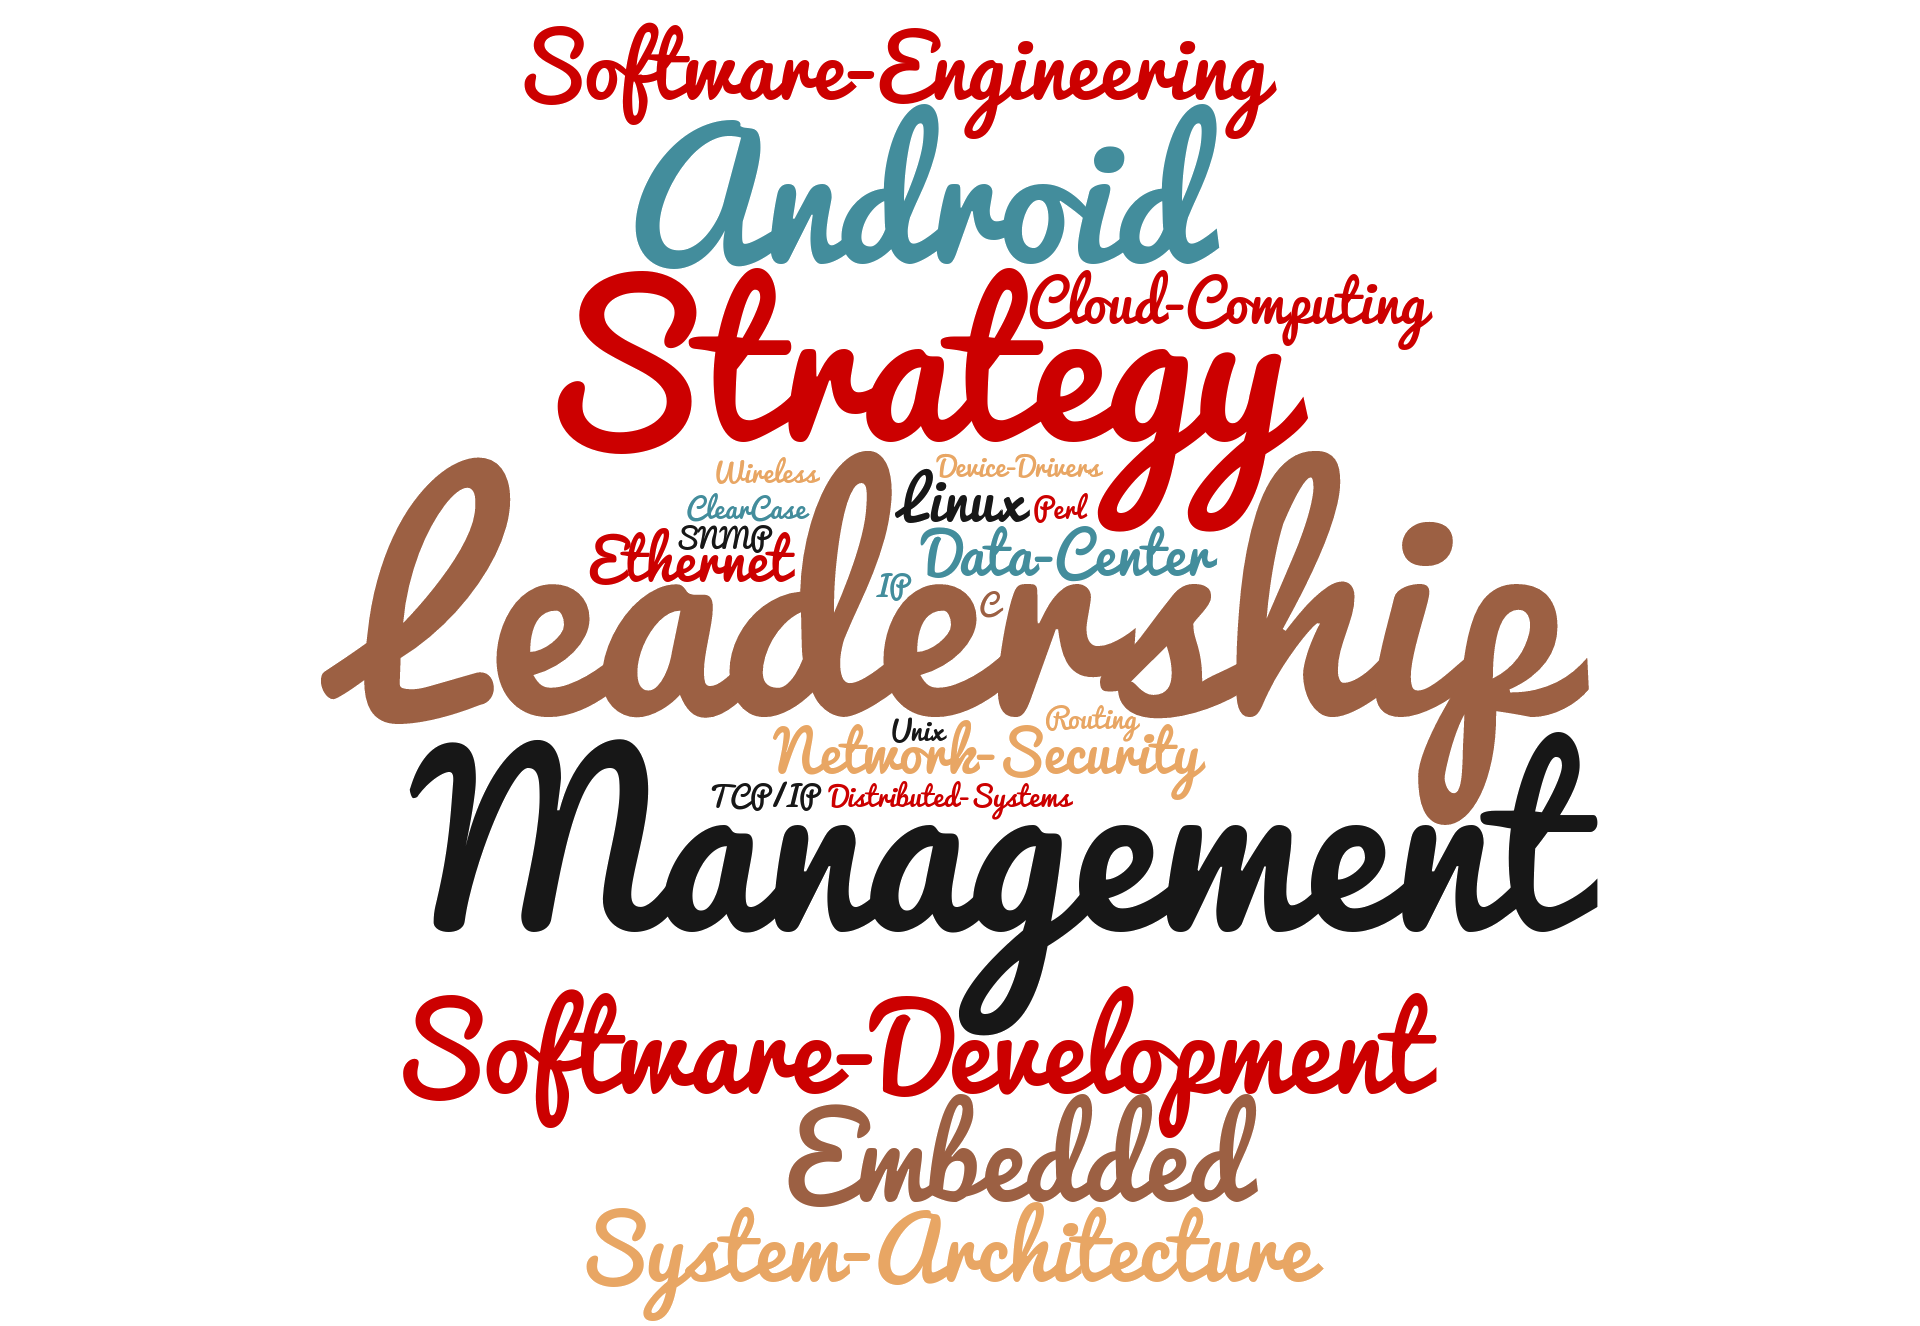 Software-Engineering
Android
Cloud-Computing
Strategy
Wireless
Device-Drivers
ClearCase
Linux
Perl
SNMP
Ethernet
Data-Center
IP
C
Leadership
Unix
Routing
Network-Security
TCP/IP
Distributed-Systems
Management
Software-Development
Embedded
System-Architecture